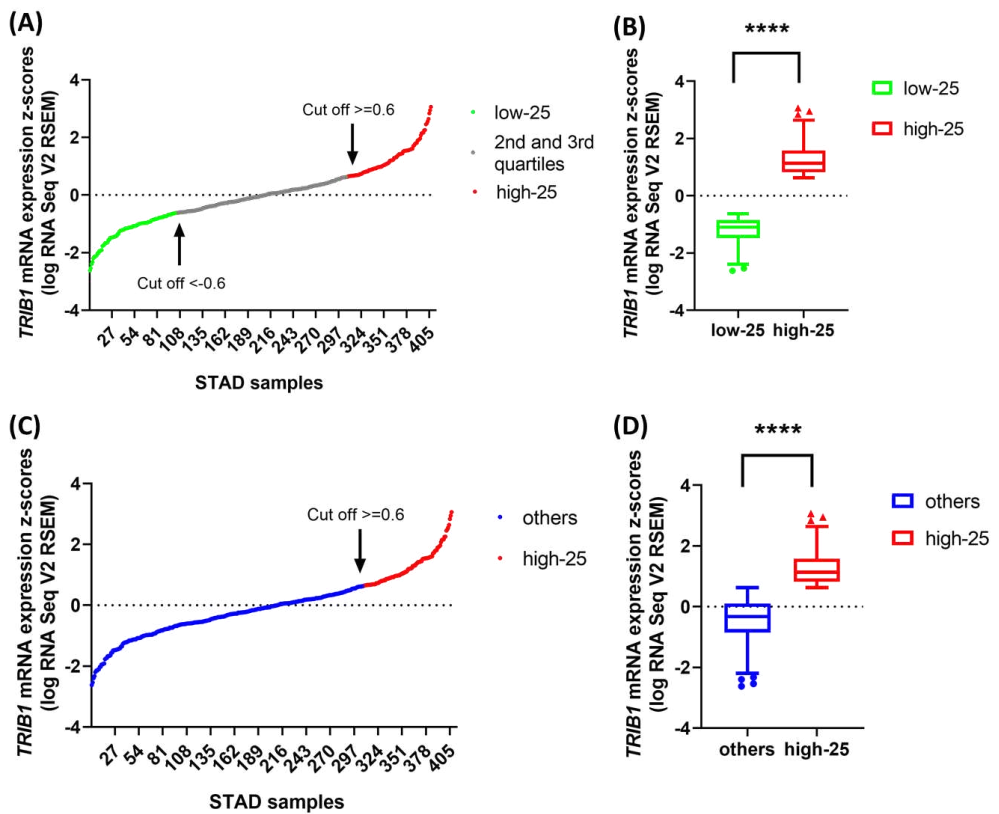 (A)
TRIB1 mRNA expression z-scores
(log RNA Seq V2 RSEM)
4
2
0
-2
-4
Cut off >=0.6
Cut off <-0.6
27
54
81
108
135
162
189
216
243
270
297
324
351
378
405
STAD samples
low-25
2nd and 3rd
quartiles
high-25
(B)
****
TRIB1 mRNA expression z-scores
(log RNA Seq V2 RSEM)
4
2
0
-2
-4
low-25 high-25
low-25
high-25
(C)
TRIB1 mRNA expression z-scores
(log RNA Seq V2 RSEM)
4
2
0
-2
-4
Cut off >=0.6
27
54
81
108
135
162
189
216
243
270
297
324
351
378
405
STAD samples
others
high-25
(D)
****
TRIB1 mRNA expression z-scores
(log RNA Seq V2 RSEM)
4
2
0
-2
-4
others high-25
others
high-25